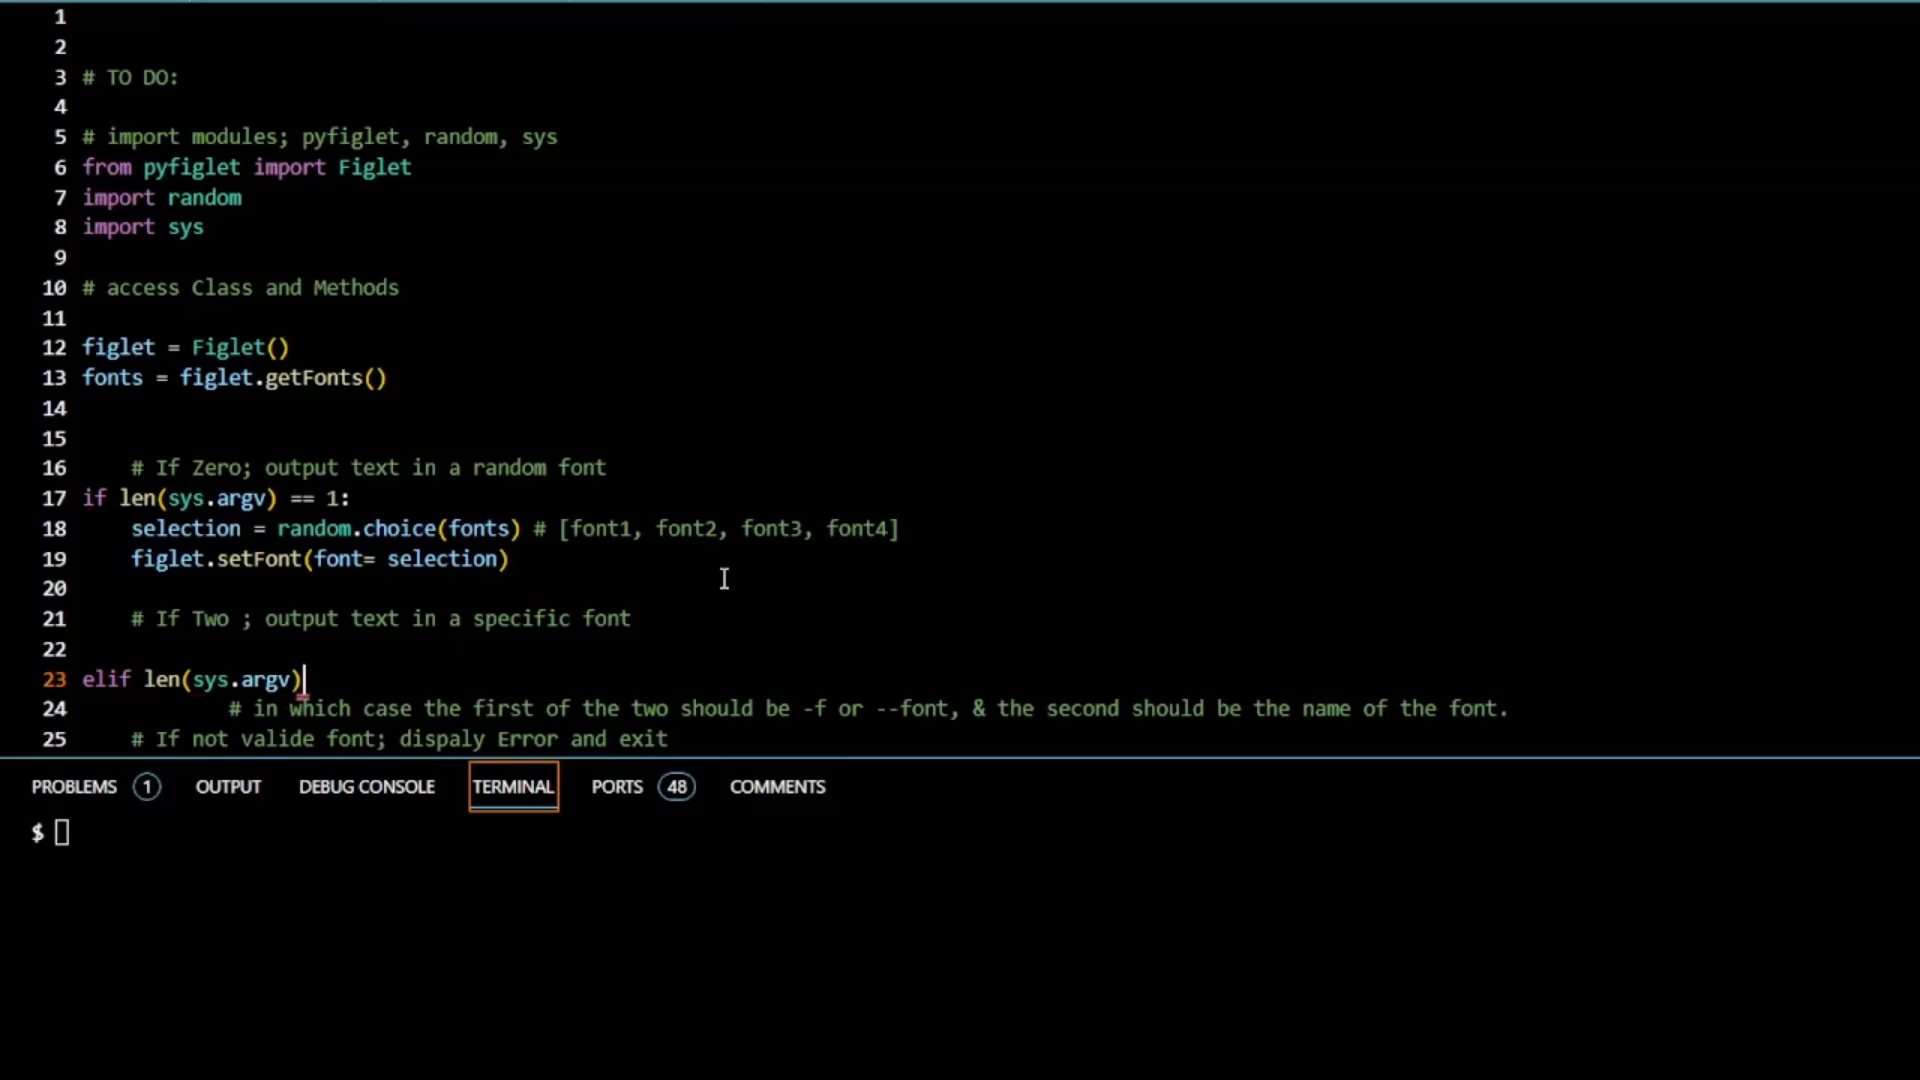 1
2
3 # TO DO:
4
5 # import modules; pyfiglet, random, sys
6 from pyfiglet import Figlet
7 import random
8 import sys
9
10 # access Class and Methods
11
12 figlet = Figlet()
13 fonts = figlet.getFonts()
14
15
16 # If Zero; output text in a random font
17 if len(sys.argv) == 1:
18 selection = random.choice(fonts) # [font1, font2, font3, font4]
19 figlet.setFont(font= selection)
20
21 # If Two ; output text in a specific font
22
23 elif len(sys.argv)
24 # in which case the first of the two should be -f or --font, & the second should be the name of the font.
25 # If not valide font; dispaly Error and exit
PROBLEMS 1 OUTPUT DEBUG CONSOLE TERMINAL PORTS 48 COMMENTS
$